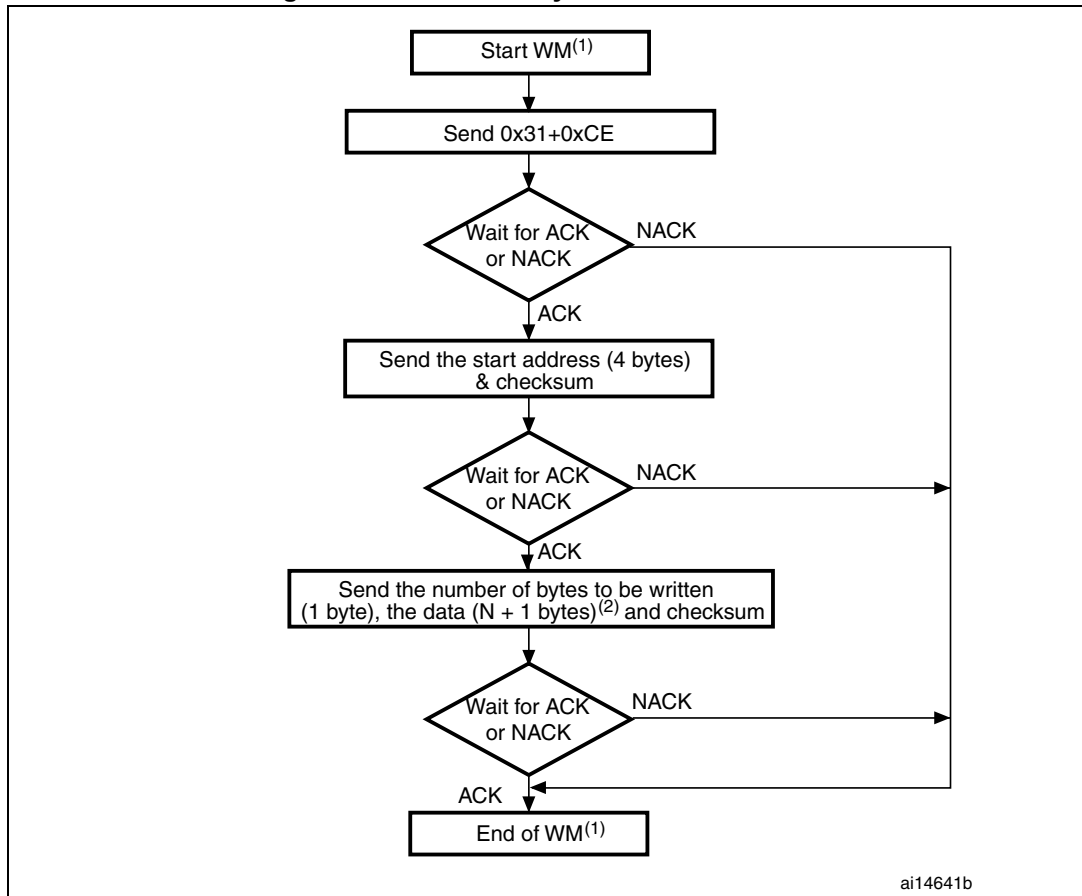 Start WM(1)
Send 0x31+0xCE
Wait for ACK
or NACK
NACK
ACK
Send the start address (4 bytes)
& checksum
Wait for ACK
or NACK
NACK
ACK
Send the number of bytes to be written
(1 byte), the data (N + 1 bytes)(2) and checksum
Wait for ACK
or NACK
NACK
ACK
End of WM(1)
ai14641b